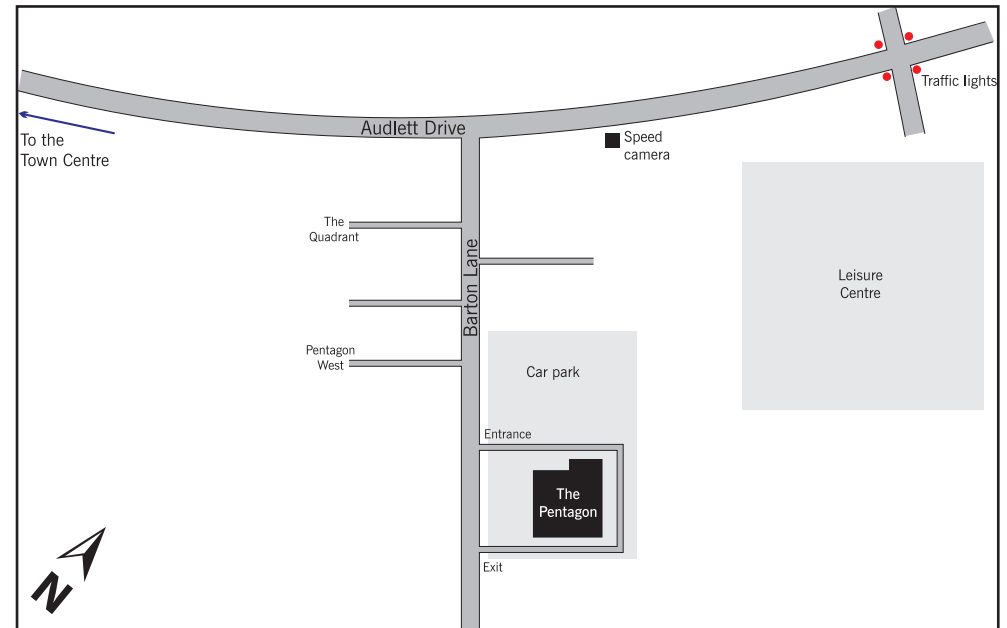 Traffic lights
Audlett Drive
To the
Town Centre
Speed
camera
The
Quadrant
Barton Lane
Leisure
Centre
Pentagon
West
Car park
Entrance
The
Pentagon
Exit
N